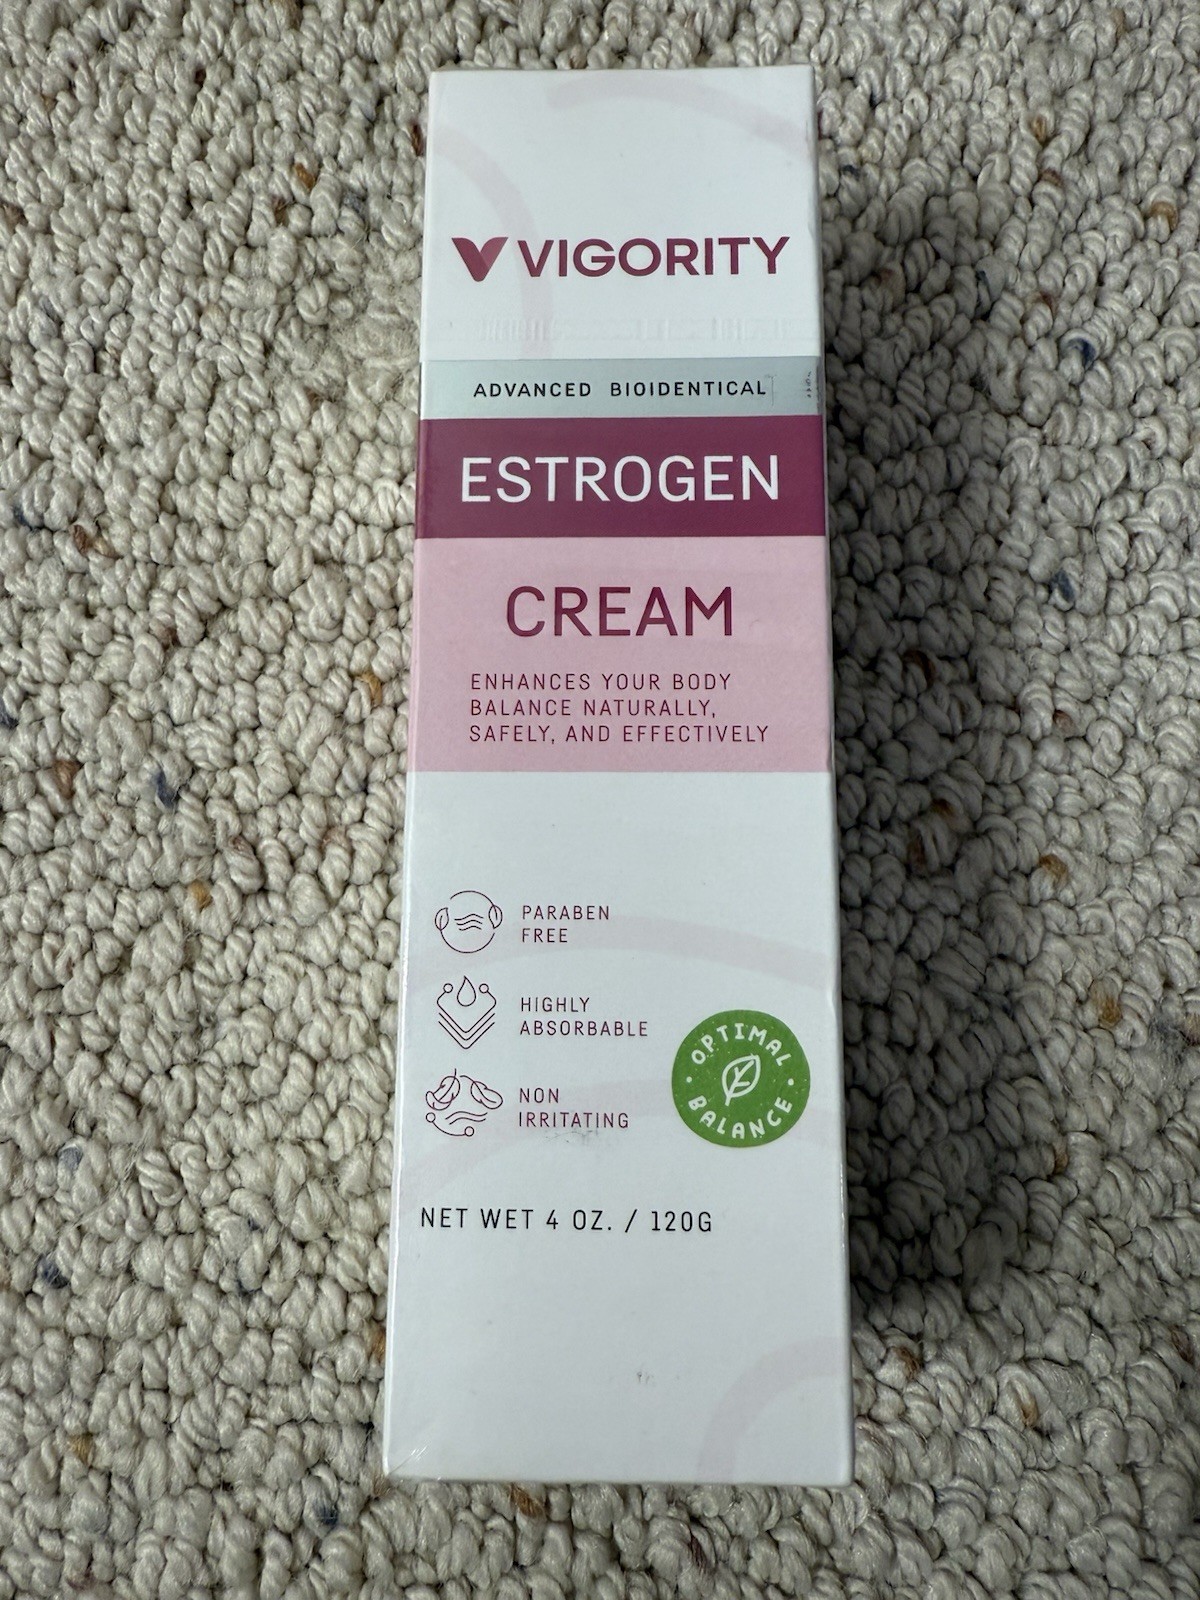 VIGORITY
ADVANCED BIOIDENTICAL
ESTROGEN
CREAM
ENHANCES YOUR BODY
BALANCE NATURALLY,
SAFELY, AND EFFECTIVELY
PARABEN
FREE
HIGHLY
ABSORBABLE
NON
IRRITATING
OPTIMAL
BALANCE
NET WET 4 OZ. / 120G